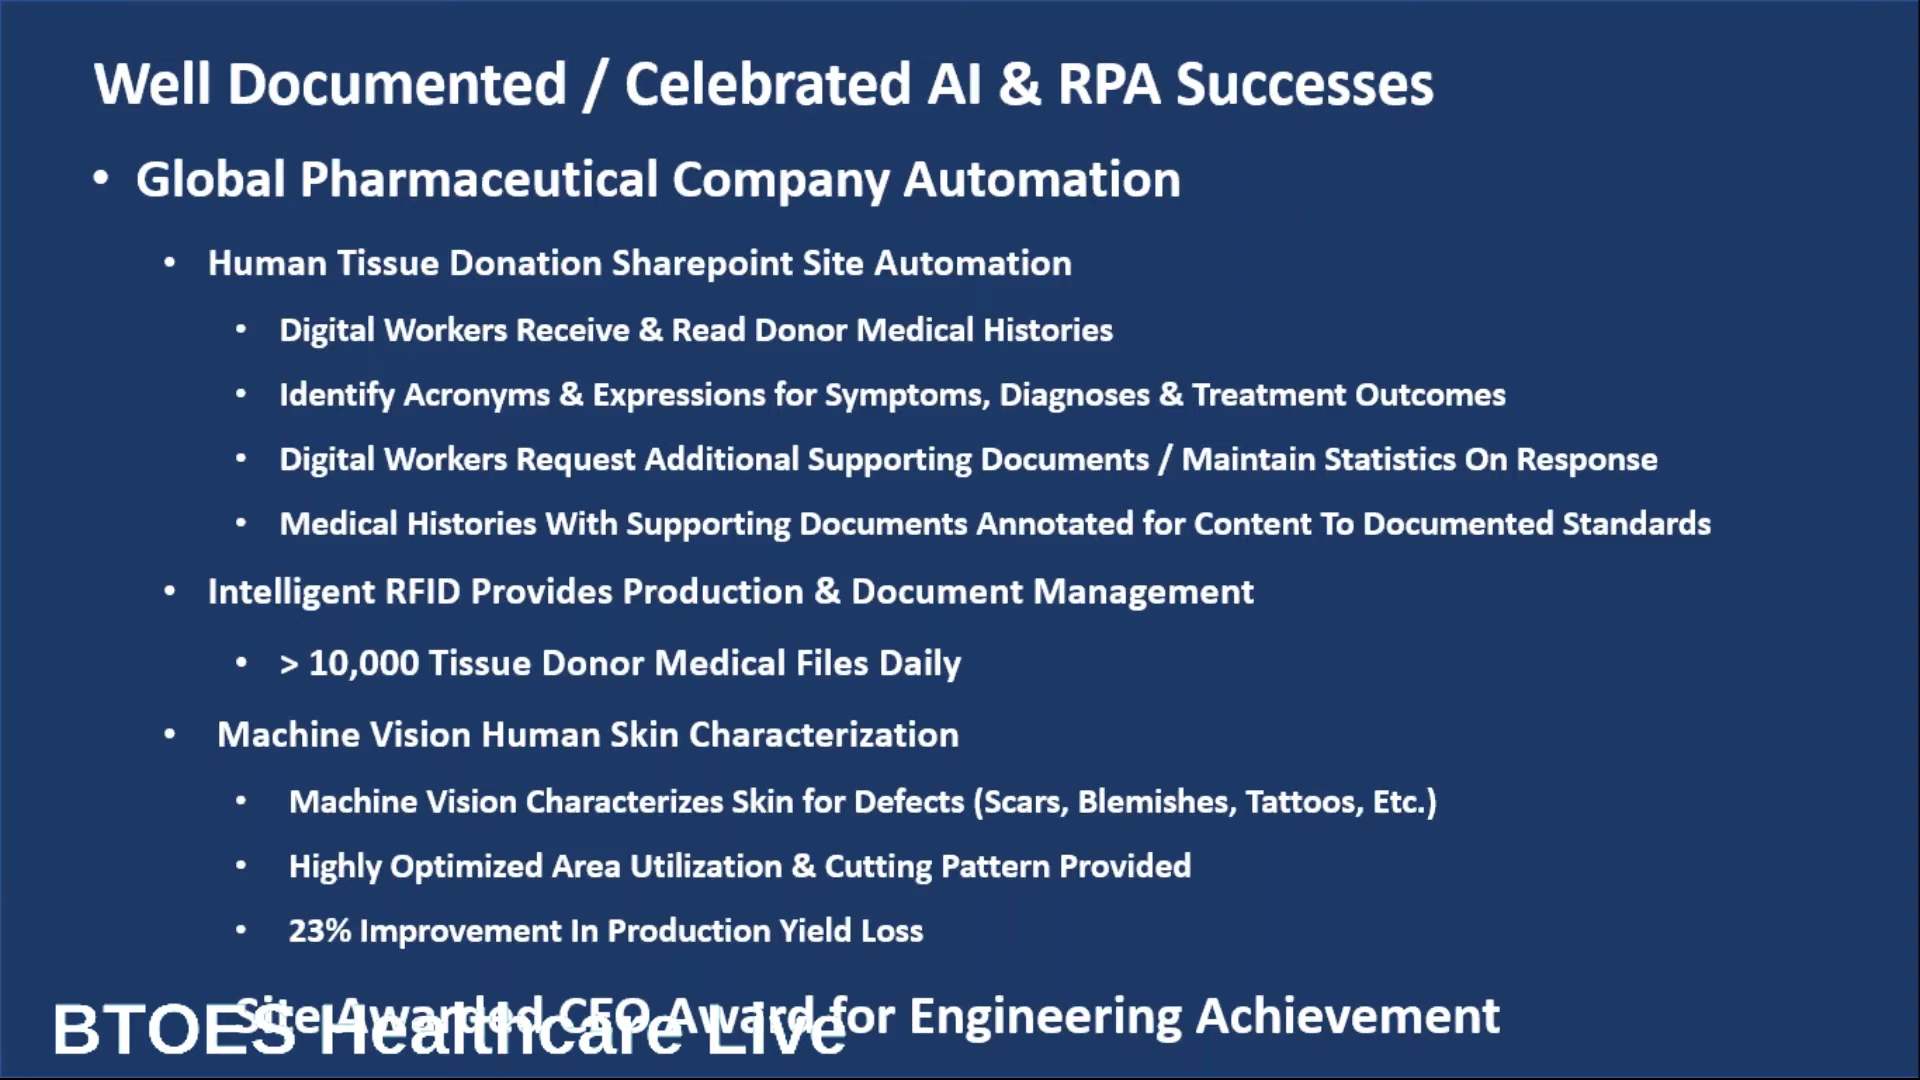 Well Documented / Celebrated AI & RPA Successes
• Global Pharmaceutical Company Automation
• Human Tissue Donation Sharepoint Site Automation
• Digital Workers Receive & Read Donor Medical Histories
• Identify Acronyms & Expressions for Symptoms, Diagnoses & Treatment Outcomes
• Digital Workers Request Additional Supporting Documents / Maintain Statistics On Response
• Medical Histories With Supporting Documents Annotated for Content To Documented Standards
• Intelligent RFID Provides Production & Document Management
• > 10,000 Tissue Donor Medical Files Daily
• Machine Vision Human Skin Characterization
• Machine Vision Characterizes Skin for Defects (Scars, Blemishes, Tattoos, Etc.)
• Highly Optimized Area Utilization & Cutting Pattern Provided
• 23% Improvement In Production Yield Loss
Site Awarded CEO Award for Engineering Achievement
BTOES Healthcare Live